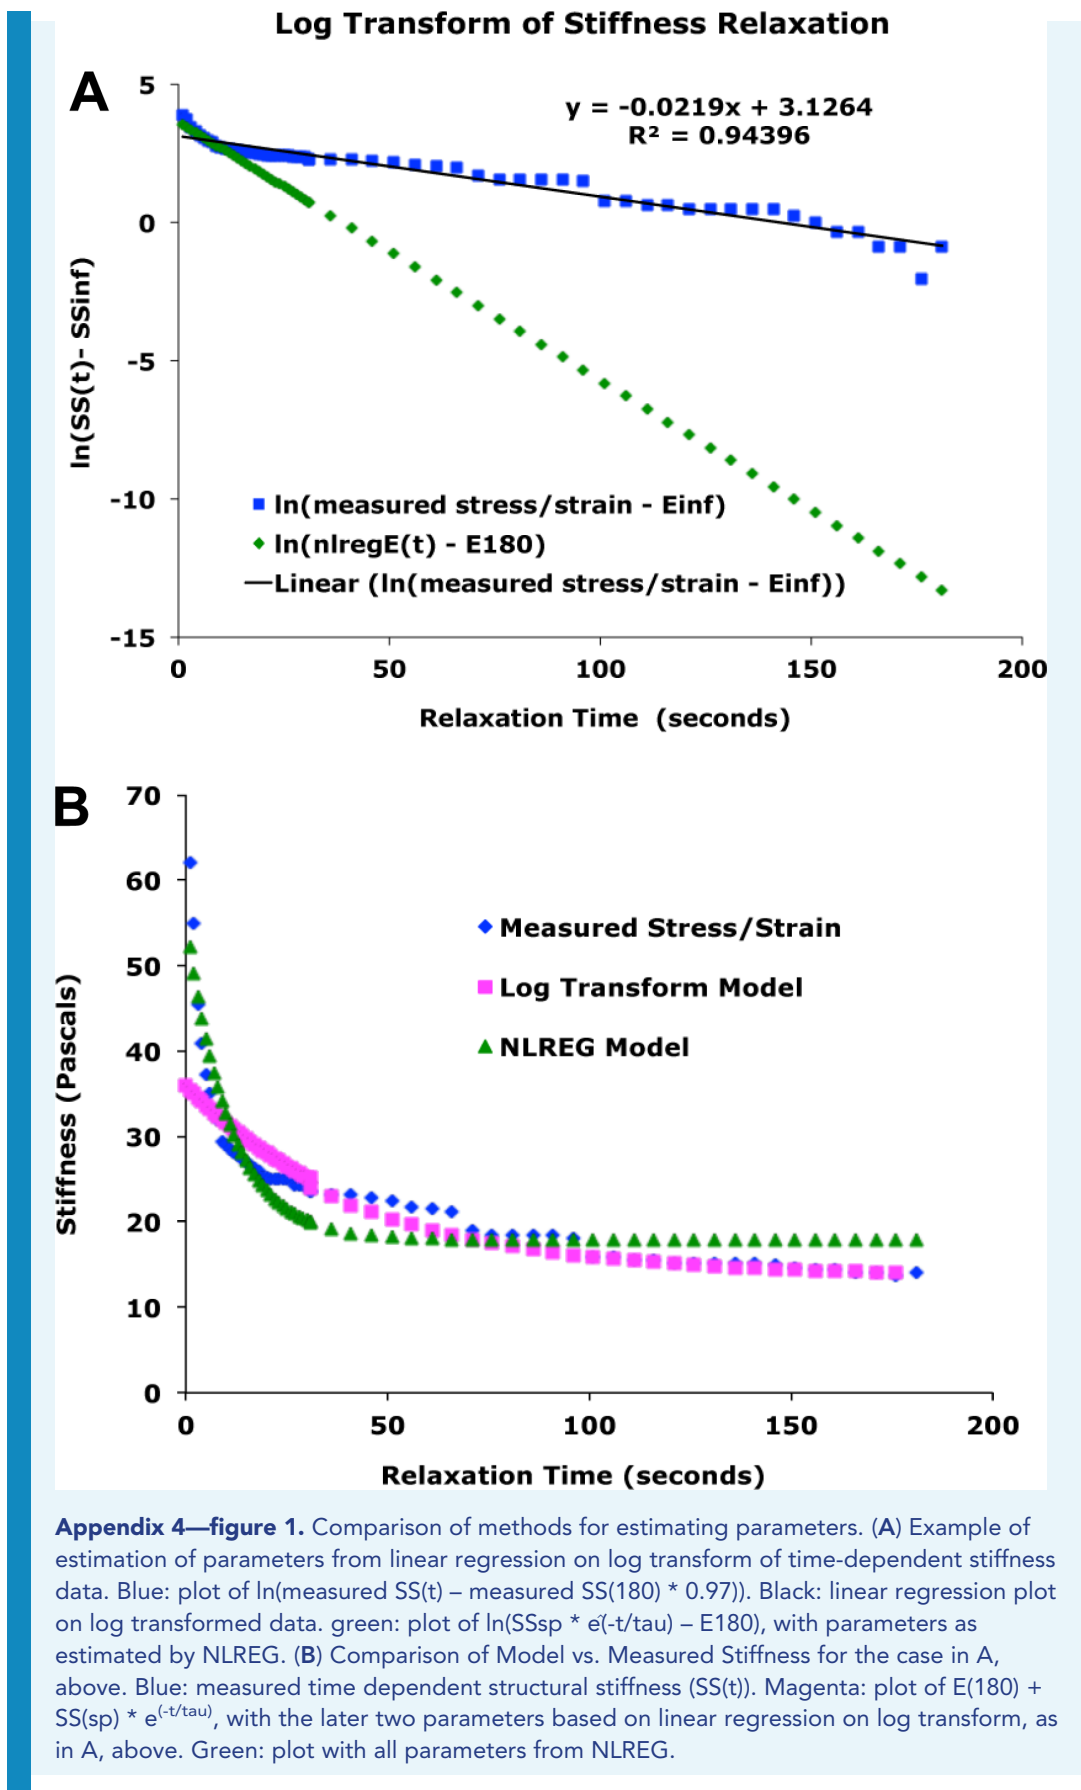 Log Transform of Stiffness Relaxation
A
5
y = -0.0219x + 3.1264
R² = 0.94396
0
-5
-10
-15
ln(SS(t)- SSinf)
ln(measured stress/strain - Einf)
ln(nlregE(t) - E180)
Linear (ln(measured stress/strain - Einf))
0 50 100 150 200
Relaxation Time (seconds)
B
70
60
50
40
30
20
10
0
Stiffness (Pascals)
Measured Stress/Strain
Log Transform Model
NLREG Model
0 50 100 150 200
Relaxation Time (seconds)
Appendix 4—figure 1. Comparison of methods for estimating parameters. (A) Example of
estimation of parameters from linear regression on log transform of time-dependent stiffness
data. Blue: plot of ln(measured SS(t) – measured SS(180) * 0.97)). Black: linear regression plot
on log transformed data. green: plot of ln(SSsp * e^(-t/tau) – E180), with parameters as
estimated by NLREG. (B) Comparison of Model vs. Measured Stiffness for the case in A,
above. Blue: measured time dependent structural stiffness (SS(t)). Magenta: plot of E(180) +
SS(sp) * e(-t/tau), with the later two parameters based on linear regression on log transform, as
in A, above. Green: plot with all parameters from NLREG.